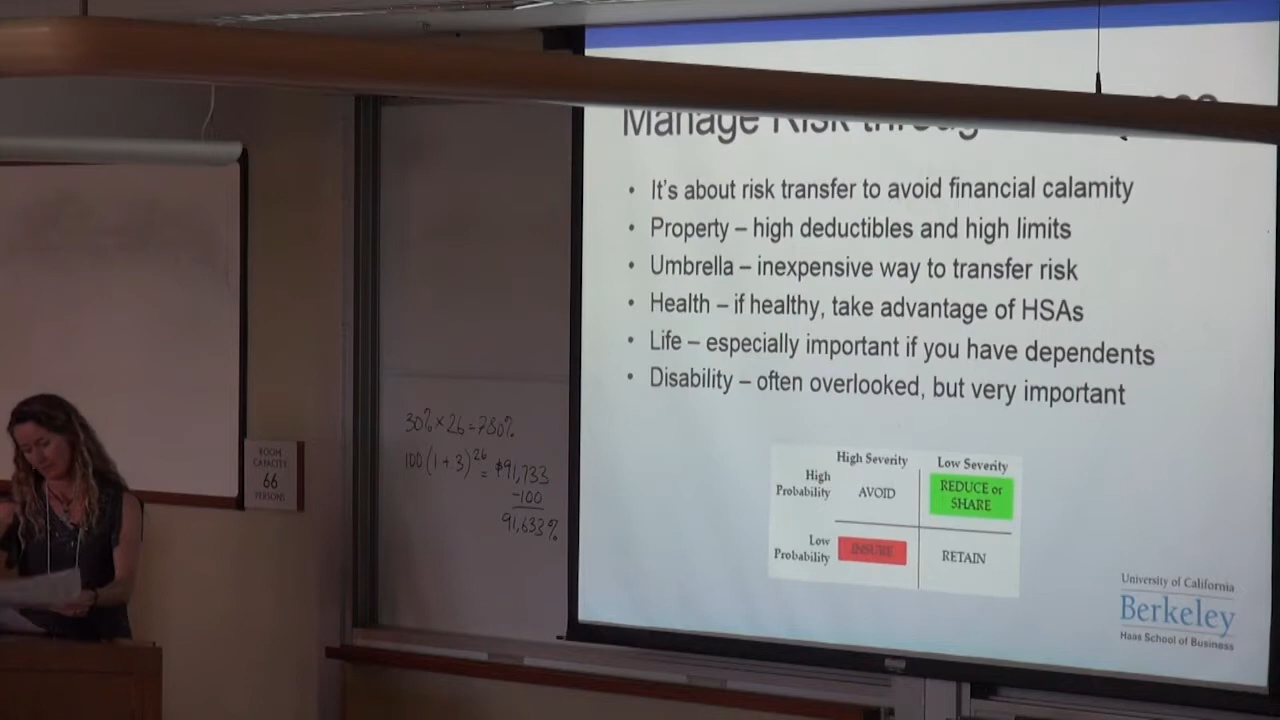 Manage Risk through
• It's about risk transfer to avoid financial calamity
• Property – high deductibles and high limits
• Umbrella – inexpensive way to transfer risk
• Health – if healthy, take advantage of HSAs
• Life – especially important if you have dependents
• Disability – often overlooked, but very important
High Severity Low Severity
High Probability AVOID REDUCE or SHARE
Low Probability INSURE RETAIN
University of California
Berkeley
Haas School of Business
30% × 26 = 780%
100(1+.3)^26 = $91,733
-100
91,633%
ROOM
CAPACITY
66
PERSONS